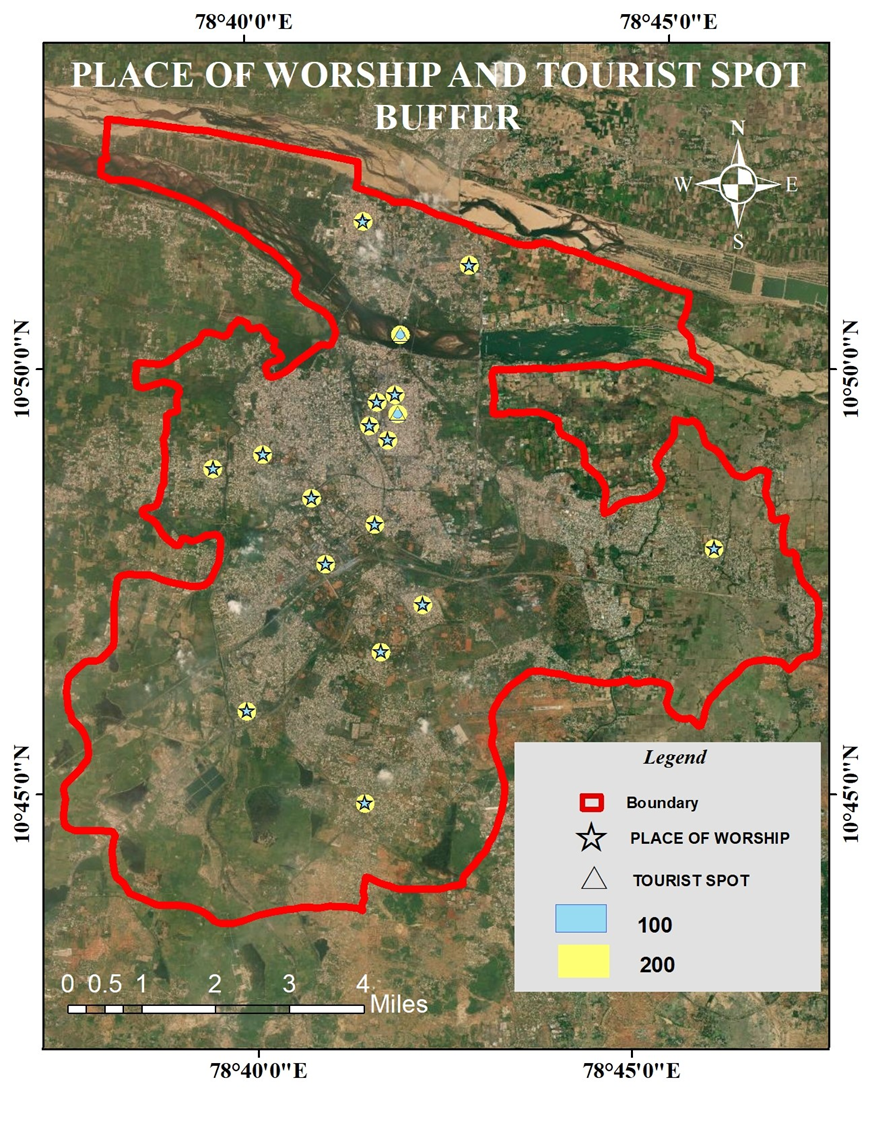 78°40'0"E
78°45'0"E
PLACE OF WORSHIP AND TOURIST SPOT
BUFFER
N
W
E
S
10°50'0"N
10°50'0"N
10°45'0"N
10°45'0"N
Legend
Boundary
PLACE OF WORSHIP
TOURIST SPOT
100
200
0 0.5 1 2 3 4
Miles
78°40'0"E
78°45'0"E